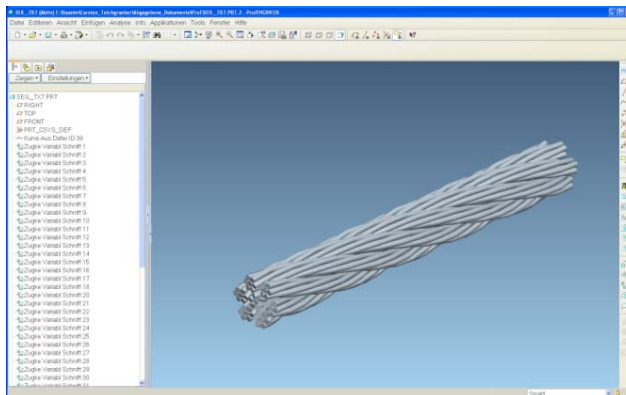 SEIL_7X7 (Aktiv)
Pro/ENGINEER
Datei Editieren Ansicht Einfügen Analyse Info Applikationen Tools Fenster Hilfe
Zeigen Einstellungen
SEIL_7X7.PRT
RIGHT
TOP
FRONT
PRT_CSYS_DEF
Kurve Aus Datei ID 39
Zugke Variabl Schnitt 1
Zugke Variabl Schnitt 2
Zugke Variabl Schnitt 3
Zugke Variabl Schnitt 4
Zugke Variabl Schnitt 5
Zugke Variabl Schnitt 6
Zugke Variabl Schnitt 7
Zugke Variabl Schnitt 8
Zugke Variabl Schnitt 9
Zugke Variabl Schnitt 10
Zugke Variabl Schnitt 11
Zugke Variabl Schnitt 12
Zugke Variabl Schnitt 13
Zugke Variabl Schnitt 14
Zugke Variabl Schnitt 15
Zugke Variabl Schnitt 16
Zugke Variabl Schnitt 17
Zugke Variabl Schnitt 18
Zugke Variabl Schnitt 20
Zugke Variabl Schnitt 21
Zugke Variabl Schnitt 22
Zugke Variabl Schnitt 23
Zugke Variabl Schnitt 24
Zugke Variabl Schnitt 25
Zugke Variabl Schnitt 26
Zugke Variabl Schnitt 27
Zugke Variabl Schnitt 28
Zugke Variabl Schnitt 29
Zugke Variabl Schnitt 30
Zugke Variabl Schnitt 31
Smart